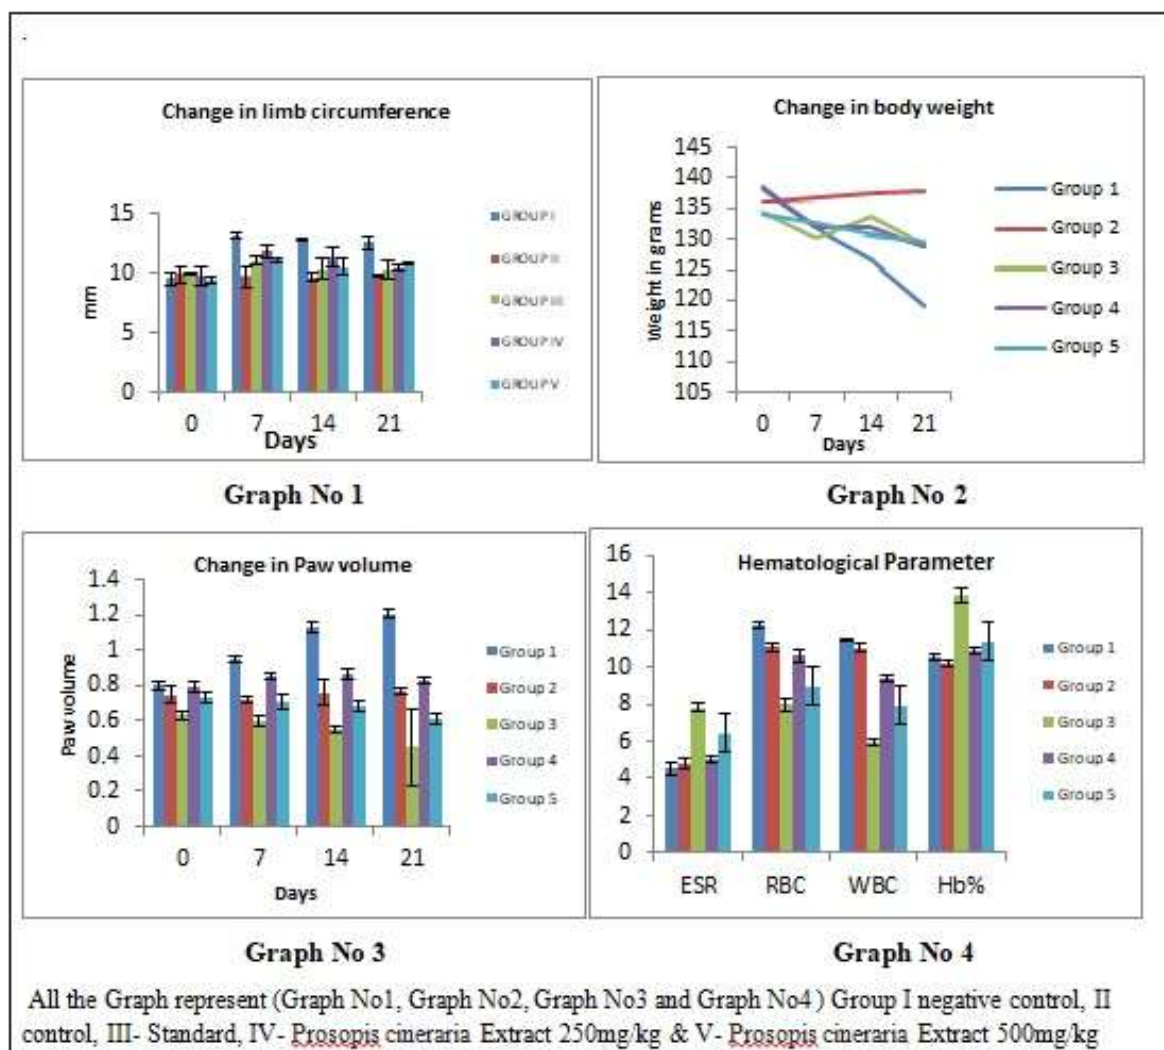 .
Change in limb circumference
15
10
5
0
mm
0 7 14 21
Days
GROUP I
GROUP II
GROUP III
GROUP IV
GROUP V
Graph No 1
Change in body weight
145
140
135
130
125
120
115
110
105
Weight in grams
0 7 14 21
Days
Group 1
Group 2
Group 3
Group 4
Group 5
Graph No 2
Change in Paw volume
1.4
1.2
1
0.8
0.6
0.4
0.2
0
Paw volume
0 7 14 21
Days
Group 1
Group 2
Group 3
Group 4
Group 5
Graph No 3
Hematological Parameter
16
14
12
10
8
6
4
2
0
ESR RBC WBC Hb%
Group 1
Group 2
Group 3
Group 4
Group 5
Graph No 4
All the Graph represent (Graph No1, Graph No2, Graph No3 and Graph No4 ) Group I negative control, II
control, III- Standard, IV- Prosopis cineraria Extract 250mg/kg & V- Prosopis cineraria Extract 500mg/kg